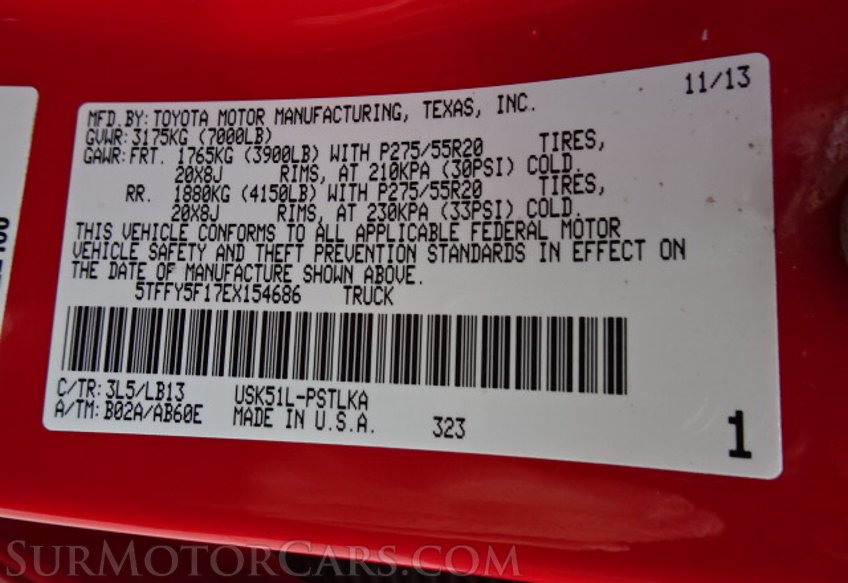 11/13
MFD.BY: TOYOTA MOTOR MANUFACTURING, TEXAS, INC.
GVWR: 3175KG (7000LB)
GAWR: FRT. 1765KG (3900LB) WITH P275/55R20 TIRES,
20X8J RIMS, AT 210KPA (30PSI) COLD.
RR. 1880KG (4150LB) WITH P275/55R20 TIRES,
20X8J RIMS, AT 230KPA (33PSI) COLD.
THIS VEHICLE CONFORMS TO ALL APPLICABLE FEDERAL MOTOR
VEHICLE SAFETY AND THEFT PREVENTION STANDARDS IN EFFECT ON
THE DATE OF MANUFACTURE SHOWN ABOVE.
5TFFY5F17EX154686 TRUCK
C/TR: 3L5/LB13 USK51L-PSTLKA
A/TM: B02A/AB60E MADE IN U.S.A. 323
1
SURMOTORCARS.COM